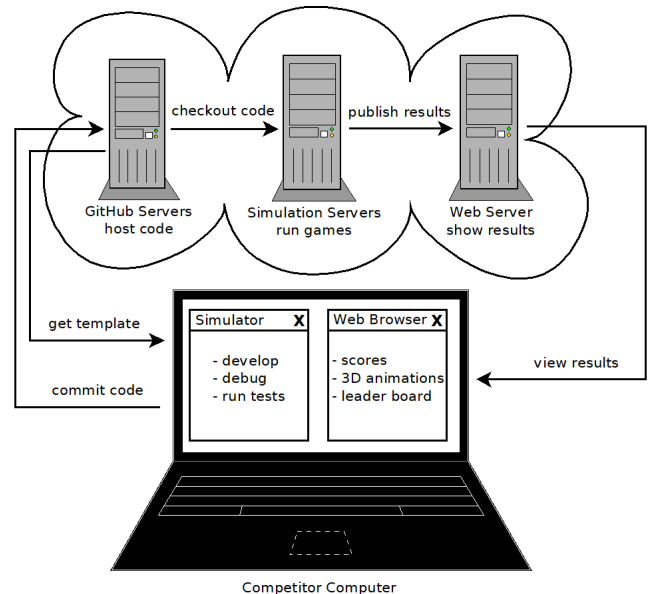 checkout code
publish results
GitHub Servers
host code
Simulation Servers
run games
Web Server
show results
get template
commit code
view results
Simulator X
- develop
- debug
- run tests
Web Browser X
- scores
- 3D animations
- leader board
Competitor Computer